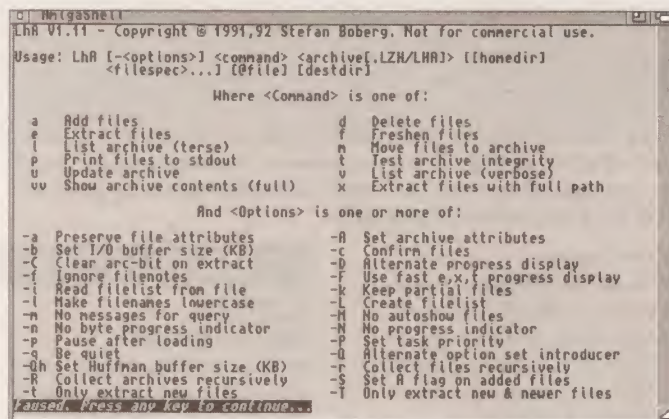 AmigaShell
LhA V1.11 - Copyright © 1991,92 Stefan Boberg. Not for commercial use.
Usage: LhA [-<options>] <command> <archive[.LZH/LHA]> [[homedir]
<filespec>...] [@file] [destdir]
Where <Command> is one of:
a Add files d Delete files
e Extract files f Freshen files
l List archive (terse) m Move files to archive
p Print files to stdout t Test archive integrity
u Update archive v List archive (verbose)
vv Show archive contents (full) x Extract files with full path
And <Options> is one or more of:
-a Preserve file attributes -A Set archive attributes
-b Set I/O buffer size (KB) -c Confirm files
-C Clear arc-bit on extract -D Alternate progress display
-f Ignore filenotes -F Use fast e,x,t progress display
-i Read filelist from file -k Keep partial files
-l Make filenames lowercase -L Create filelist
-m No messages for query -M No autoshow files
-n No byte progress indicator -N No progress indicator
-p Pause after loading -P Set task priority
-q Be quiet -Q Alternate option set introducer
-Qh Set Huffman buffer size (KB) -r Collect files recursively
-R Collect archives recursively -S Set A flag on added files
-t Only extract new files -T Only extract new & newer files
Paused. Press any key to continue...